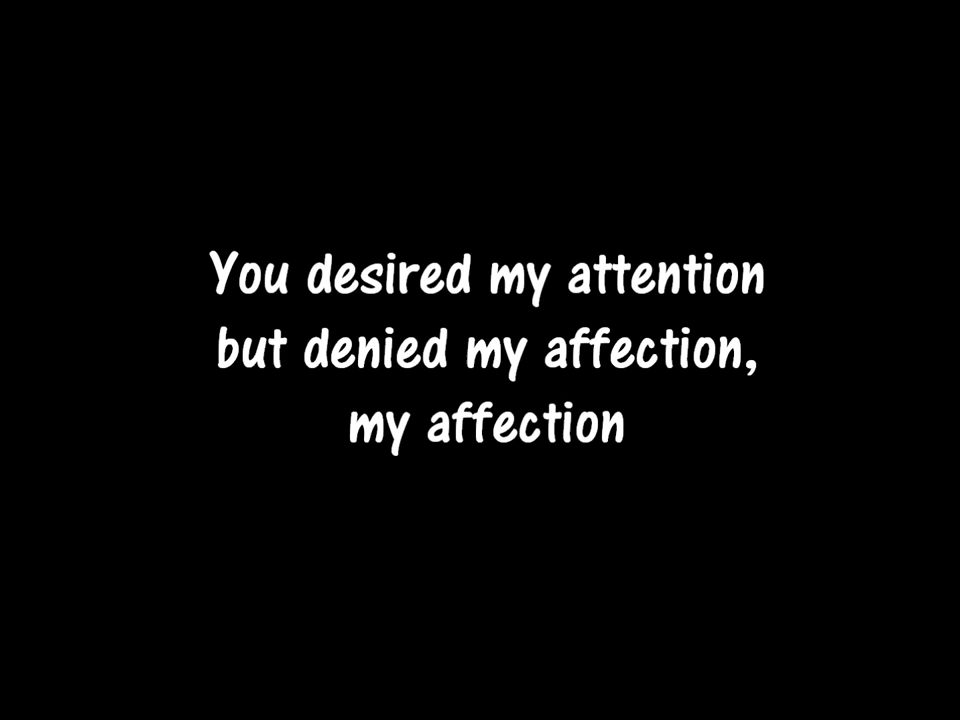 You desired my attention
but denied my affection,
my affection